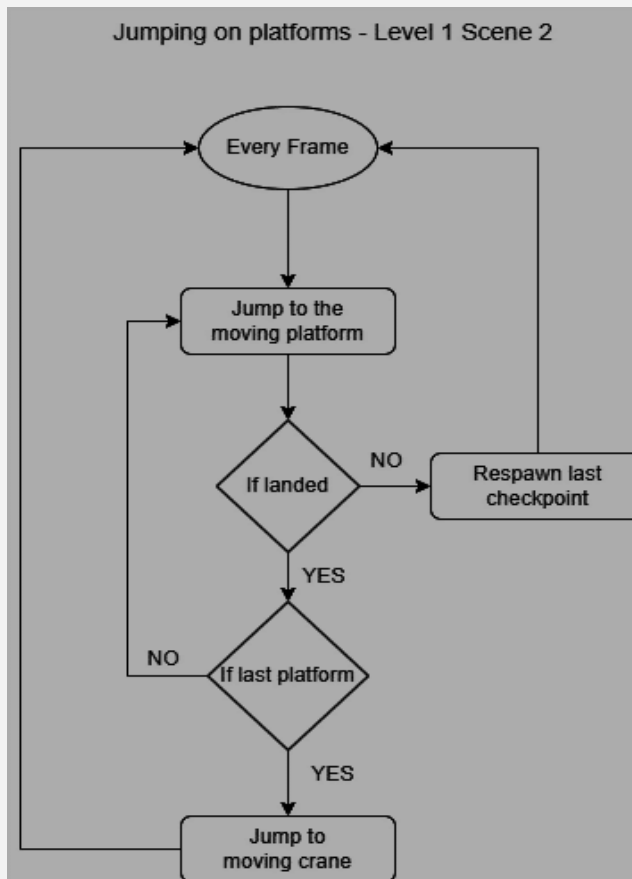 Jumping on platforms - Level 1 Scene 2
Every Frame
Jump to the
moving platform
If landed
NO
Respawn last
checkpoint
YES
If last platform
NO
YES
Jump to
moving crane